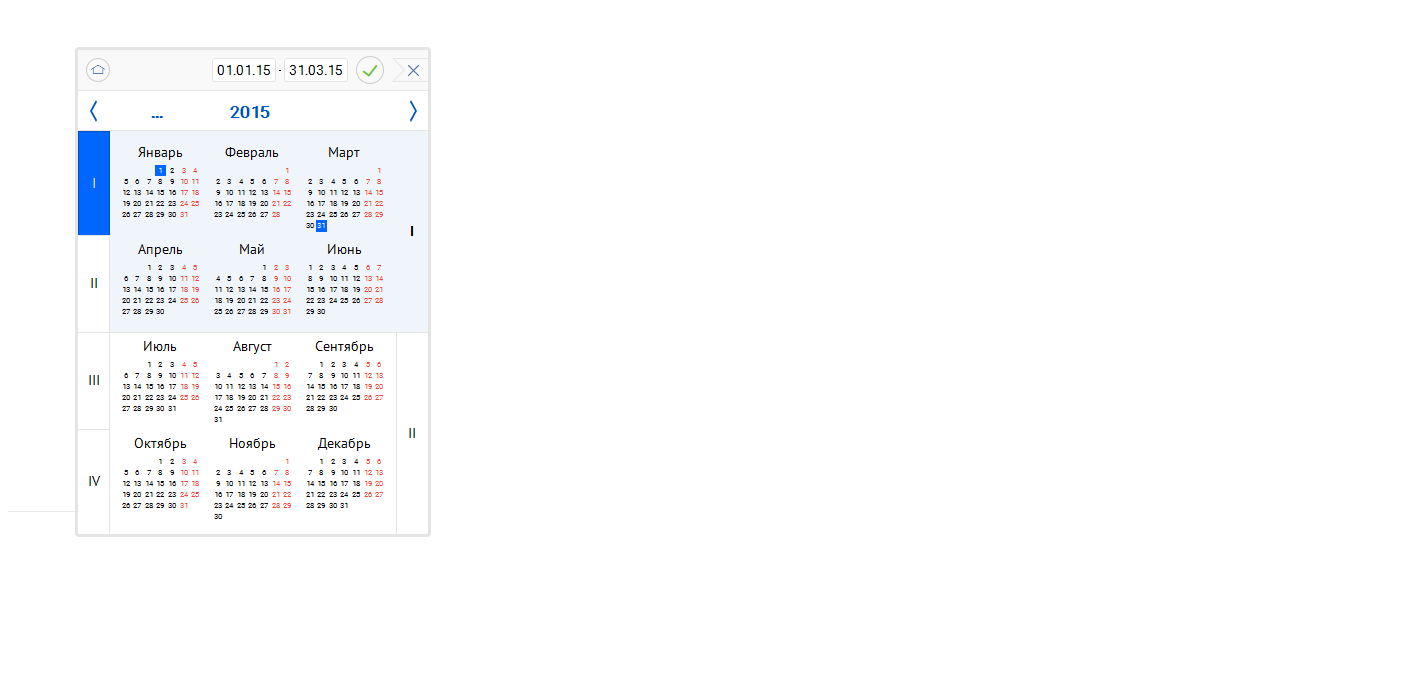 01.01.15 - 31.03.15
... 2015
Январь Февраль Март
1 2 3 4 1 1
5 6 7 8 9 10 11 2 3 4 5 6 7 8 2 3 4 5 6 7 8
12 13 14 15 16 17 18 9 10 11 12 13 14 15 9 10 11 12 13 14 15
I 19 20 21 22 23 24 25 16 17 18 19 20 21 22 16 17 18 19 20 21 22
26 27 28 29 30 31 23 24 25 26 27 28 23 24 25 26 27 28 29
30 31
I
Апрель Май Июнь
1 2 3 4 5 1 2 3 1 2 3 4 5 6 7
6 7 8 9 10 11 12 4 5 6 7 8 9 10 8 9 10 11 12 13 14
II 13 14 15 16 17 18 19 11 12 13 14 15 16 17 15 16 17 18 19 20 21
20 21 22 23 24 25 26 18 19 20 21 22 23 24 22 23 24 25 26 27 28
27 28 29 30 25 26 27 28 29 30 31 29 30
Июль Август Сентябрь
1 2 3 4 5 1 2 1 2 3 4 5 6
6 7 8 9 10 11 12 3 4 5 6 7 8 9 7 8 9 10 11 12 13
III 13 14 15 16 17 18 19 10 11 12 13 14 15 16 14 15 16 17 18 19 20
20 21 22 23 24 25 26 17 18 19 20 21 22 23 21 22 23 24 25 26 27
27 28 29 30 31 24 25 26 27 28 29 30 28 29 30
31
II
Октябрь Ноябрь Декабрь
1 2 3 4 1 1 2 3 4 5 6
5 6 7 8 9 10 11 2 3 4 5 6 7 8 7 8 9 10 11 12 13
IV 12 13 14 15 16 17 18 9 10 11 12 13 14 15 14 15 16 17 18 19 20
19 20 21 22 23 24 25 16 17 18 19 20 21 22 21 22 23 24 25 26 27
26 27 28 29 30 31 23 24 25 26 27 28 29 28 29 30 31
30